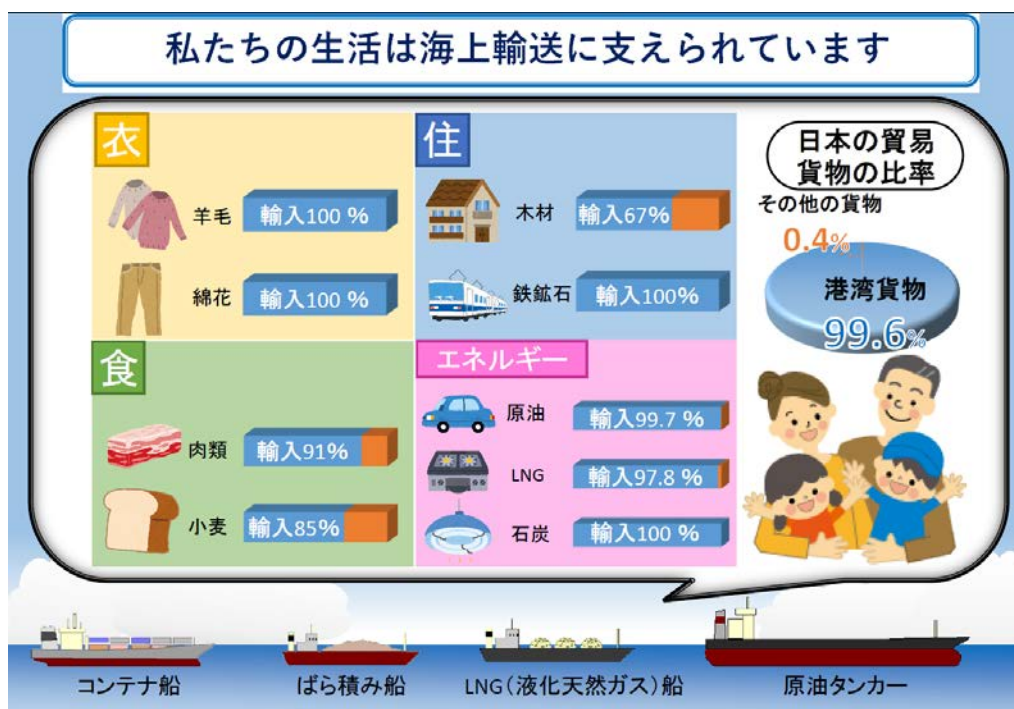 私たちの生活は海上輸送に支えられています
衣
羊毛
輸入100 %
綿花
輸入100 %
住
木材
輸入67%
鉄鉱石
輸入100%
食
肉類
輸入91%
小麦
輸入85%
エネルギー
原油
輸入99.7 %
LNG
輸入97.8 %
石炭
輸入100 %
日本の貿易
貨物の比率
その他の貨物
0.4%
港湾貨物
99.6%
コンテナ船
ばら積み船
LNG(液化天然ガス)船
原油タンカー